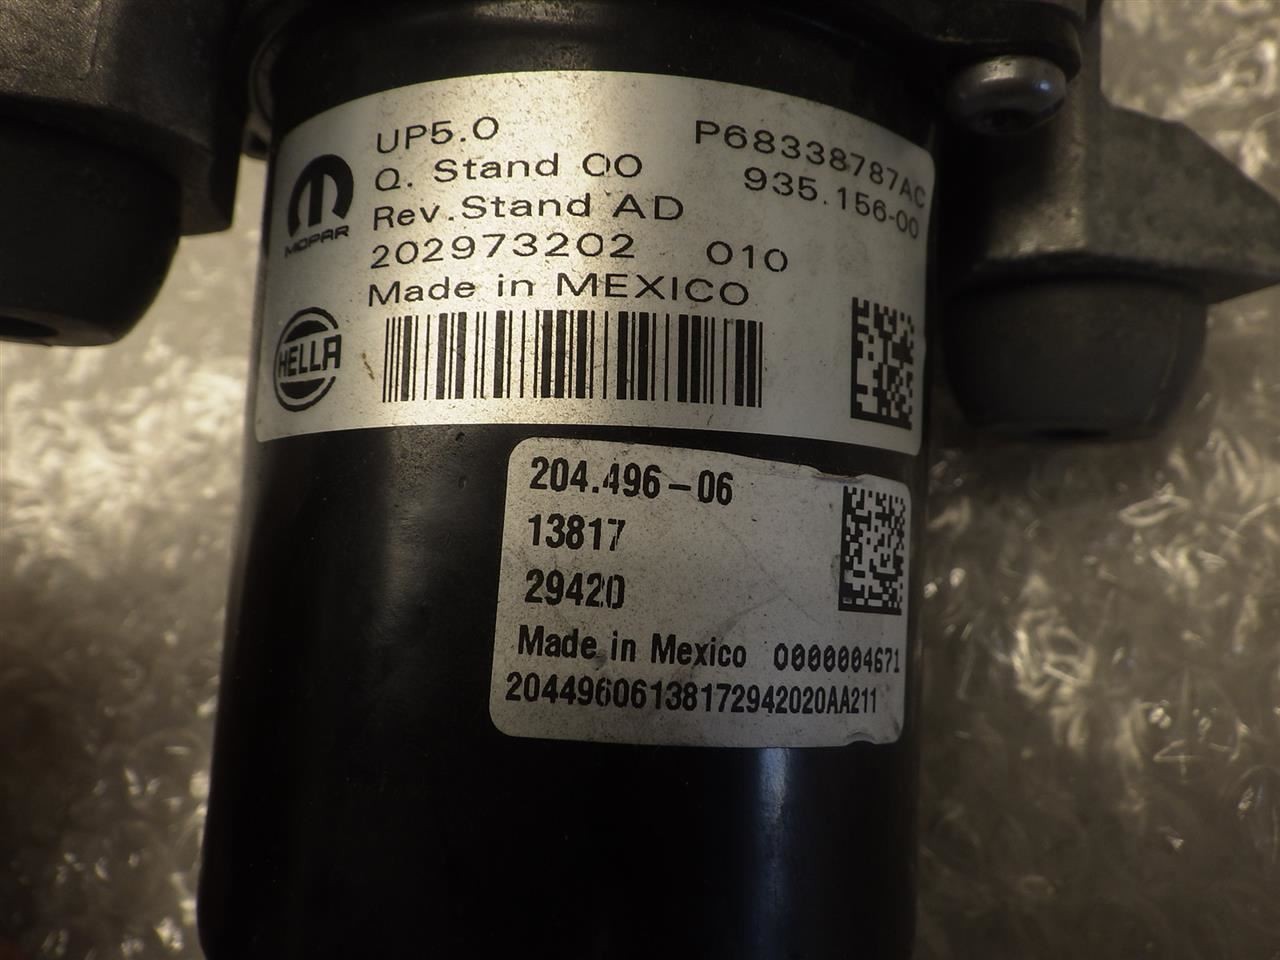 UP5.0
P68338787AC
Q. Stand 00
935.156-00
Rev.Stand AD
MOPAR
202973202 010
Made in MEXICO
HELLA
204.496-06
13817
29420
Made in Mexico 0000004671
20449606138172942020AA211